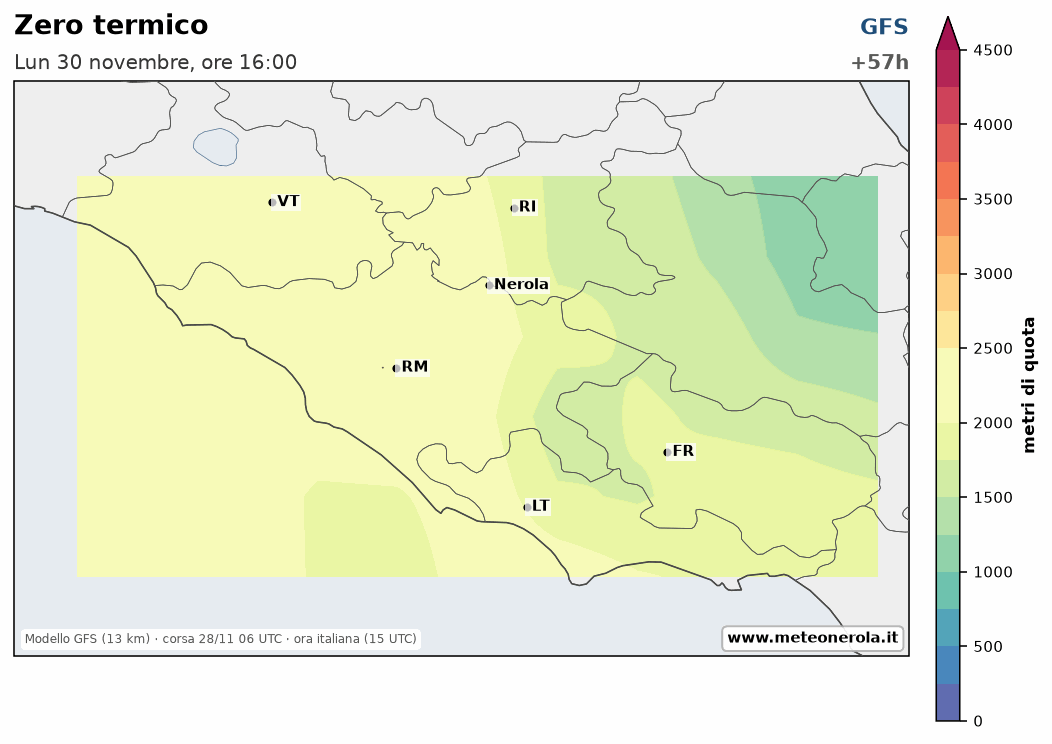 Zero termico
GFS
Lun 30 novembre, ore 16:00
+57h
4500
4000
3500
3000
2500
2000
1500
1000
500
0
metri di quota
VT
RI
Nerola
RM
FR
LT
Modello GFS (13 km) · corsa 28/11 06 UTC · ora italiana (15 UTC)
www.meteonerola.it